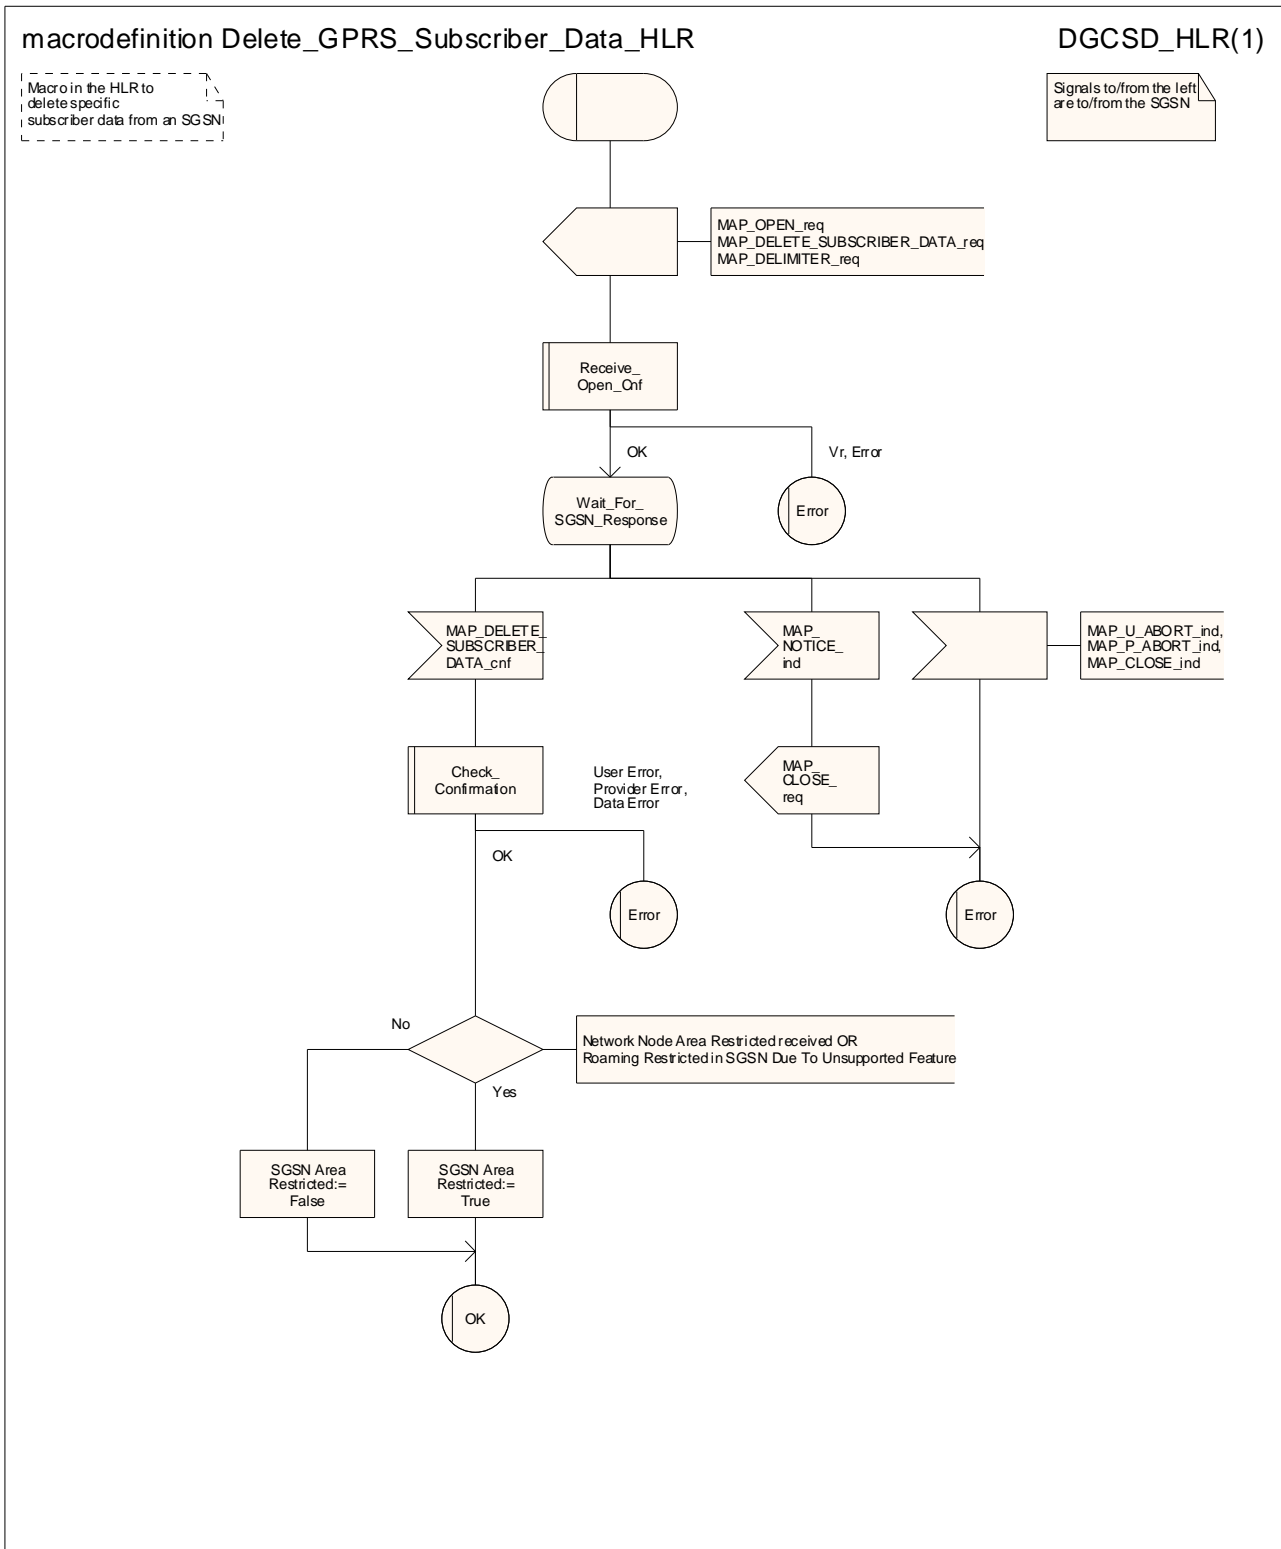 macrodefinition Delete_GPRS_Subscriber_Data_HLR
DGCSD_HLR(1)
Macro in the HLR to
delete specific
subscriber data from an SGSN
Signals to/from the left
are to/from the SGSN
MAP_OPEN_req
MAP_DELETE_SUBSCRIBER_DATA_req
MAP_DELIMITER_req
Receive_
Open_Cnf
OK
Vr, Error
Wait_For_
SGSN_Response
Error
MAP_DELETE_
SUBSCRIBER_
DATA_cnf
MAP_
NOTICE_
ind
MAP_U_ABORT_ind,
MAP_P_ABORT_ind,
MAP_CLOSE_ind
Check_
Confirmation
User Error,
Provider Error,
Data Error
MAP_
CLOSE_
req
OK
Error
Error
No
Network Node Area Restricted received OR
Roaming Restricted in SGSN Due To Unsupported Feature
Yes
SGSN Area
Restricted:=
False
SGSN Area
Restricted:=
True
OK